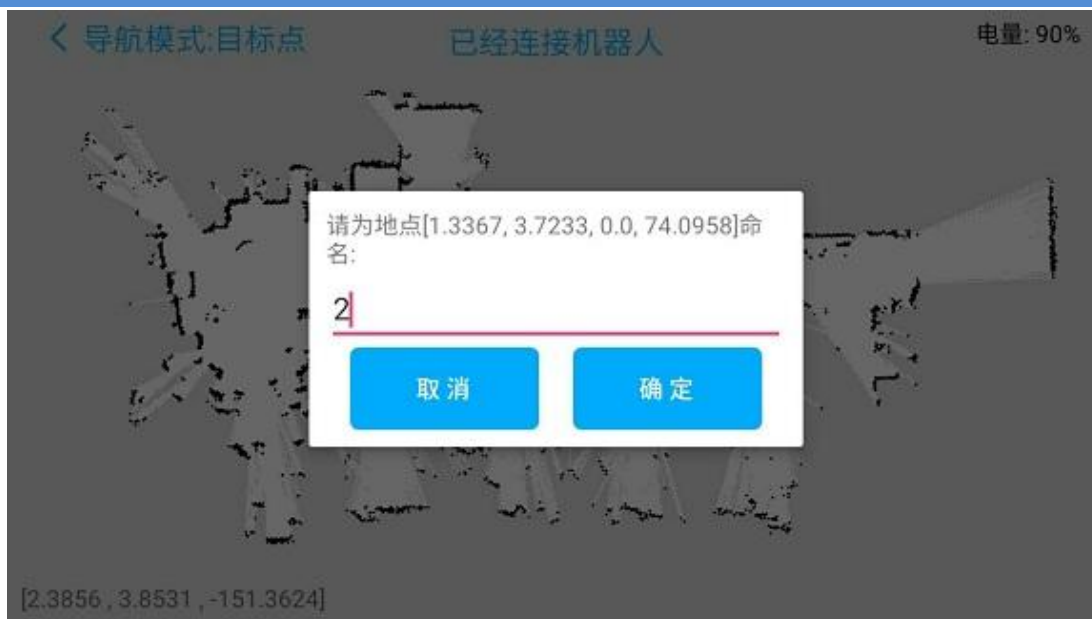 导航模式:目标点 已经连接机器人 电量: 90%
请为地点[1.3367, 3.7233, 0.0, 74.0958]命
名:
2
取消 确定
[2.3856 , 3.8531 , -151.3624]